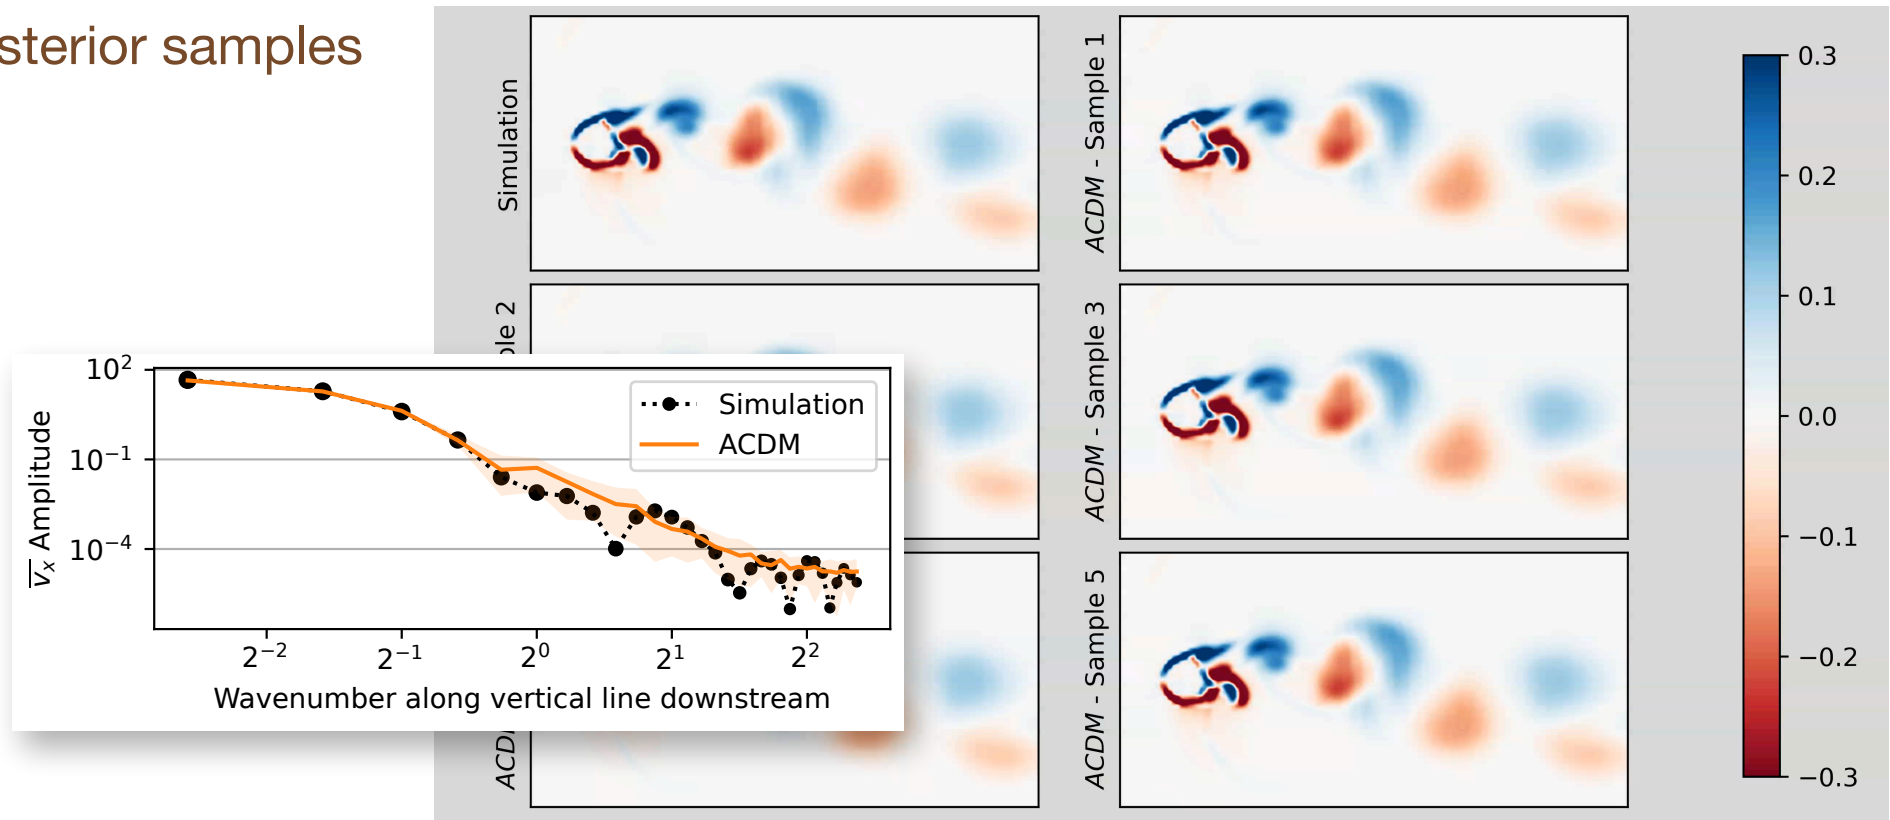 sterior samples
Simulation
ACDM - Sample 1
0.3
0.2
0.1
0.0
−0.1
−0.2
−0.3
ple 2
ACDM - Sample 3
10²
10⁻¹
10⁻⁴
v̅ₓ Amplitude
Simulation
ACDM
2⁻²
2⁻¹
2⁰
2¹
2²
Wavenumber along vertical line downstream
ACD
ACDM - Sample 5